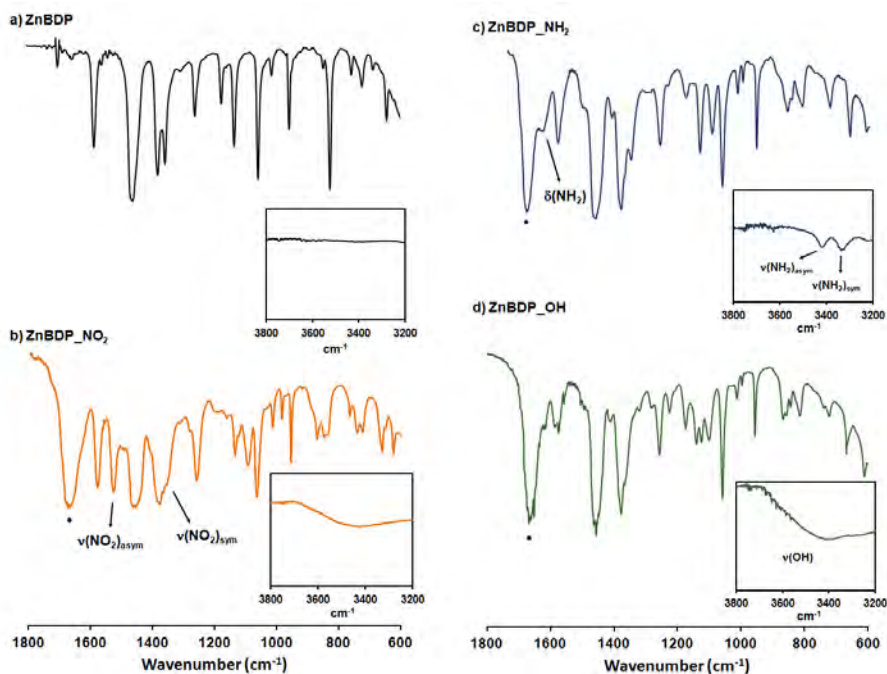 a) ZnBDP
3800 3600 3400 3200
cm-1
b) ZnBDP_NO2
•
ν(NO2)asym
ν(NO2)sym
3800 3600 3400 3200
cm-1
1800 1600 1400 1200 1000 800 600
Wavenumber (cm-1)
c) ZnBDP_NH2
δ(NH2)
•
ν(NH2)asym
ν(NH2)sym
3800 3600 3400 3200
cm-1
d) ZnBDP_OH
•
ν(OH)
3800 3600 3400 3200
cm-1
1800 1600 1400 1200 1000 800 600
Wavenumber (cm-1)